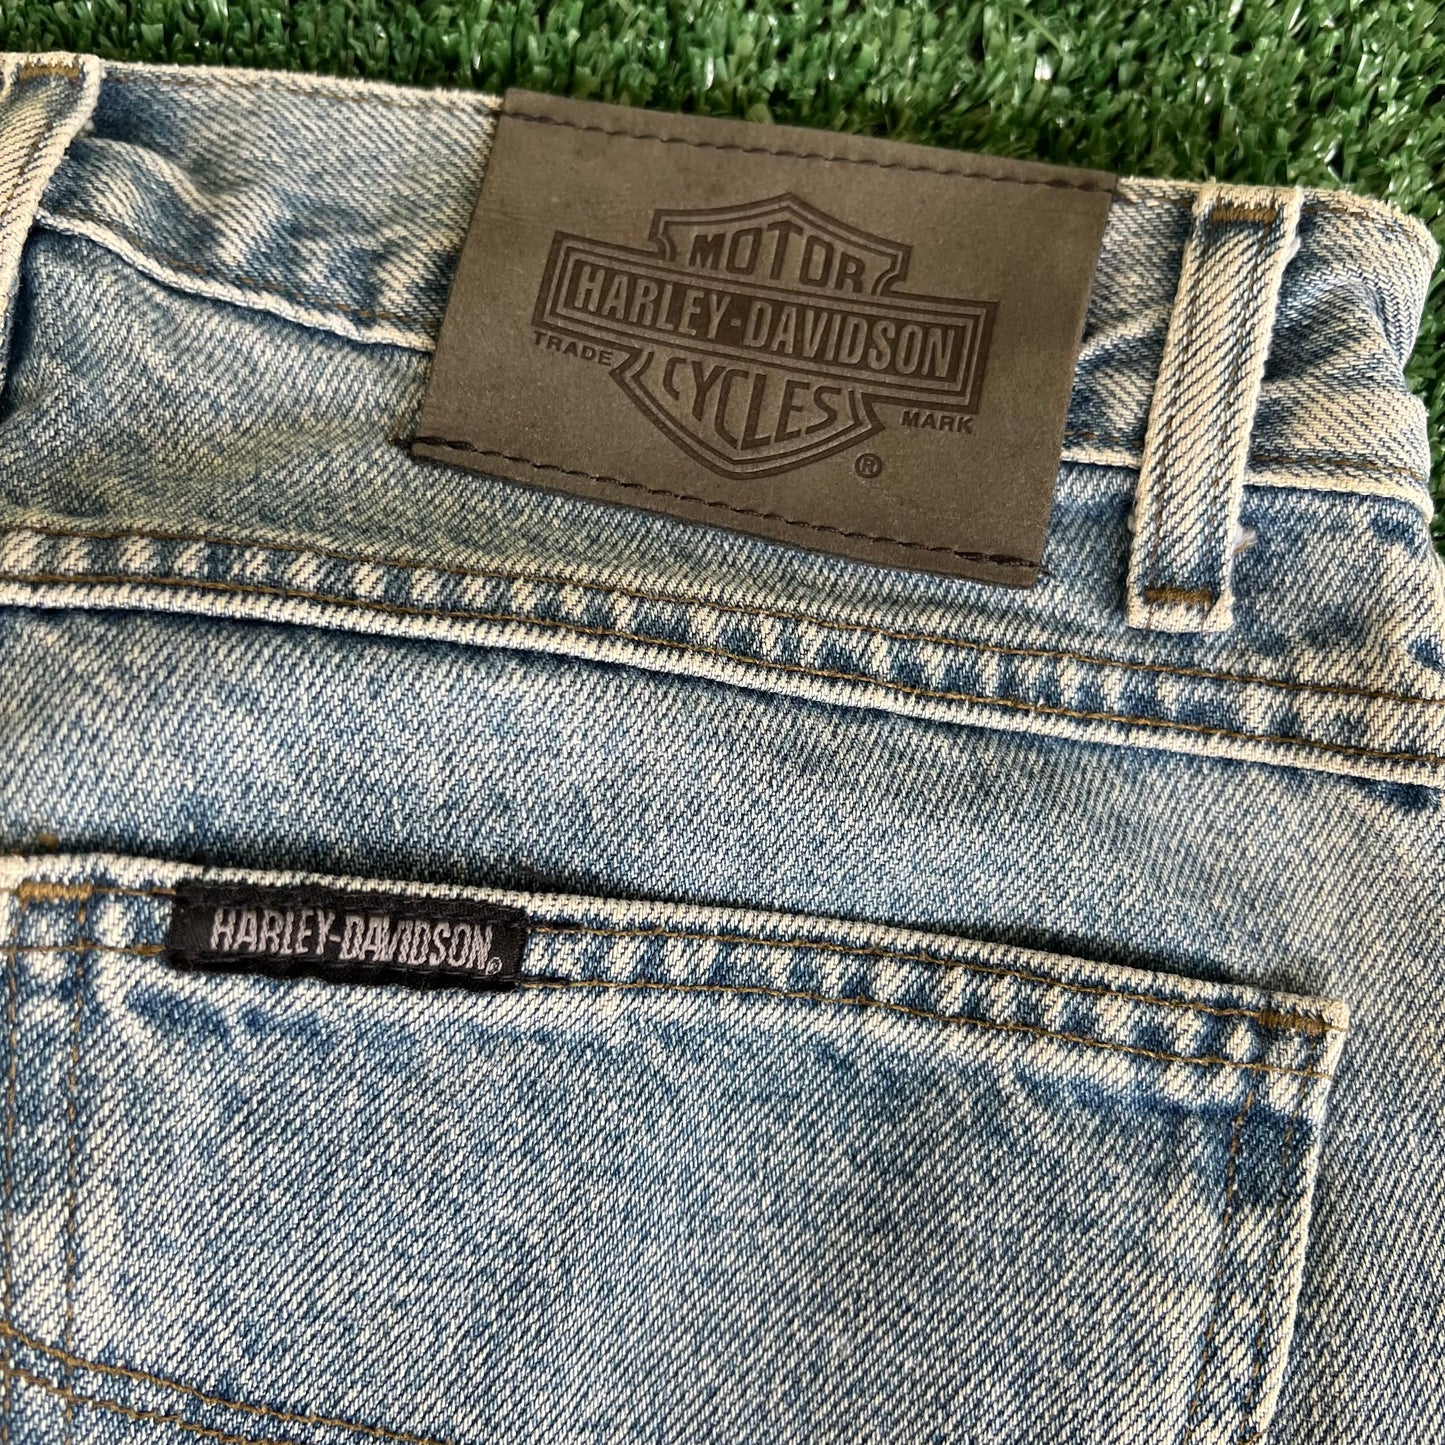 MOTOR
HARLEY-DAVIDSON
TRADE CYCLES MARK
®
HARLEY-DAVIDSON®